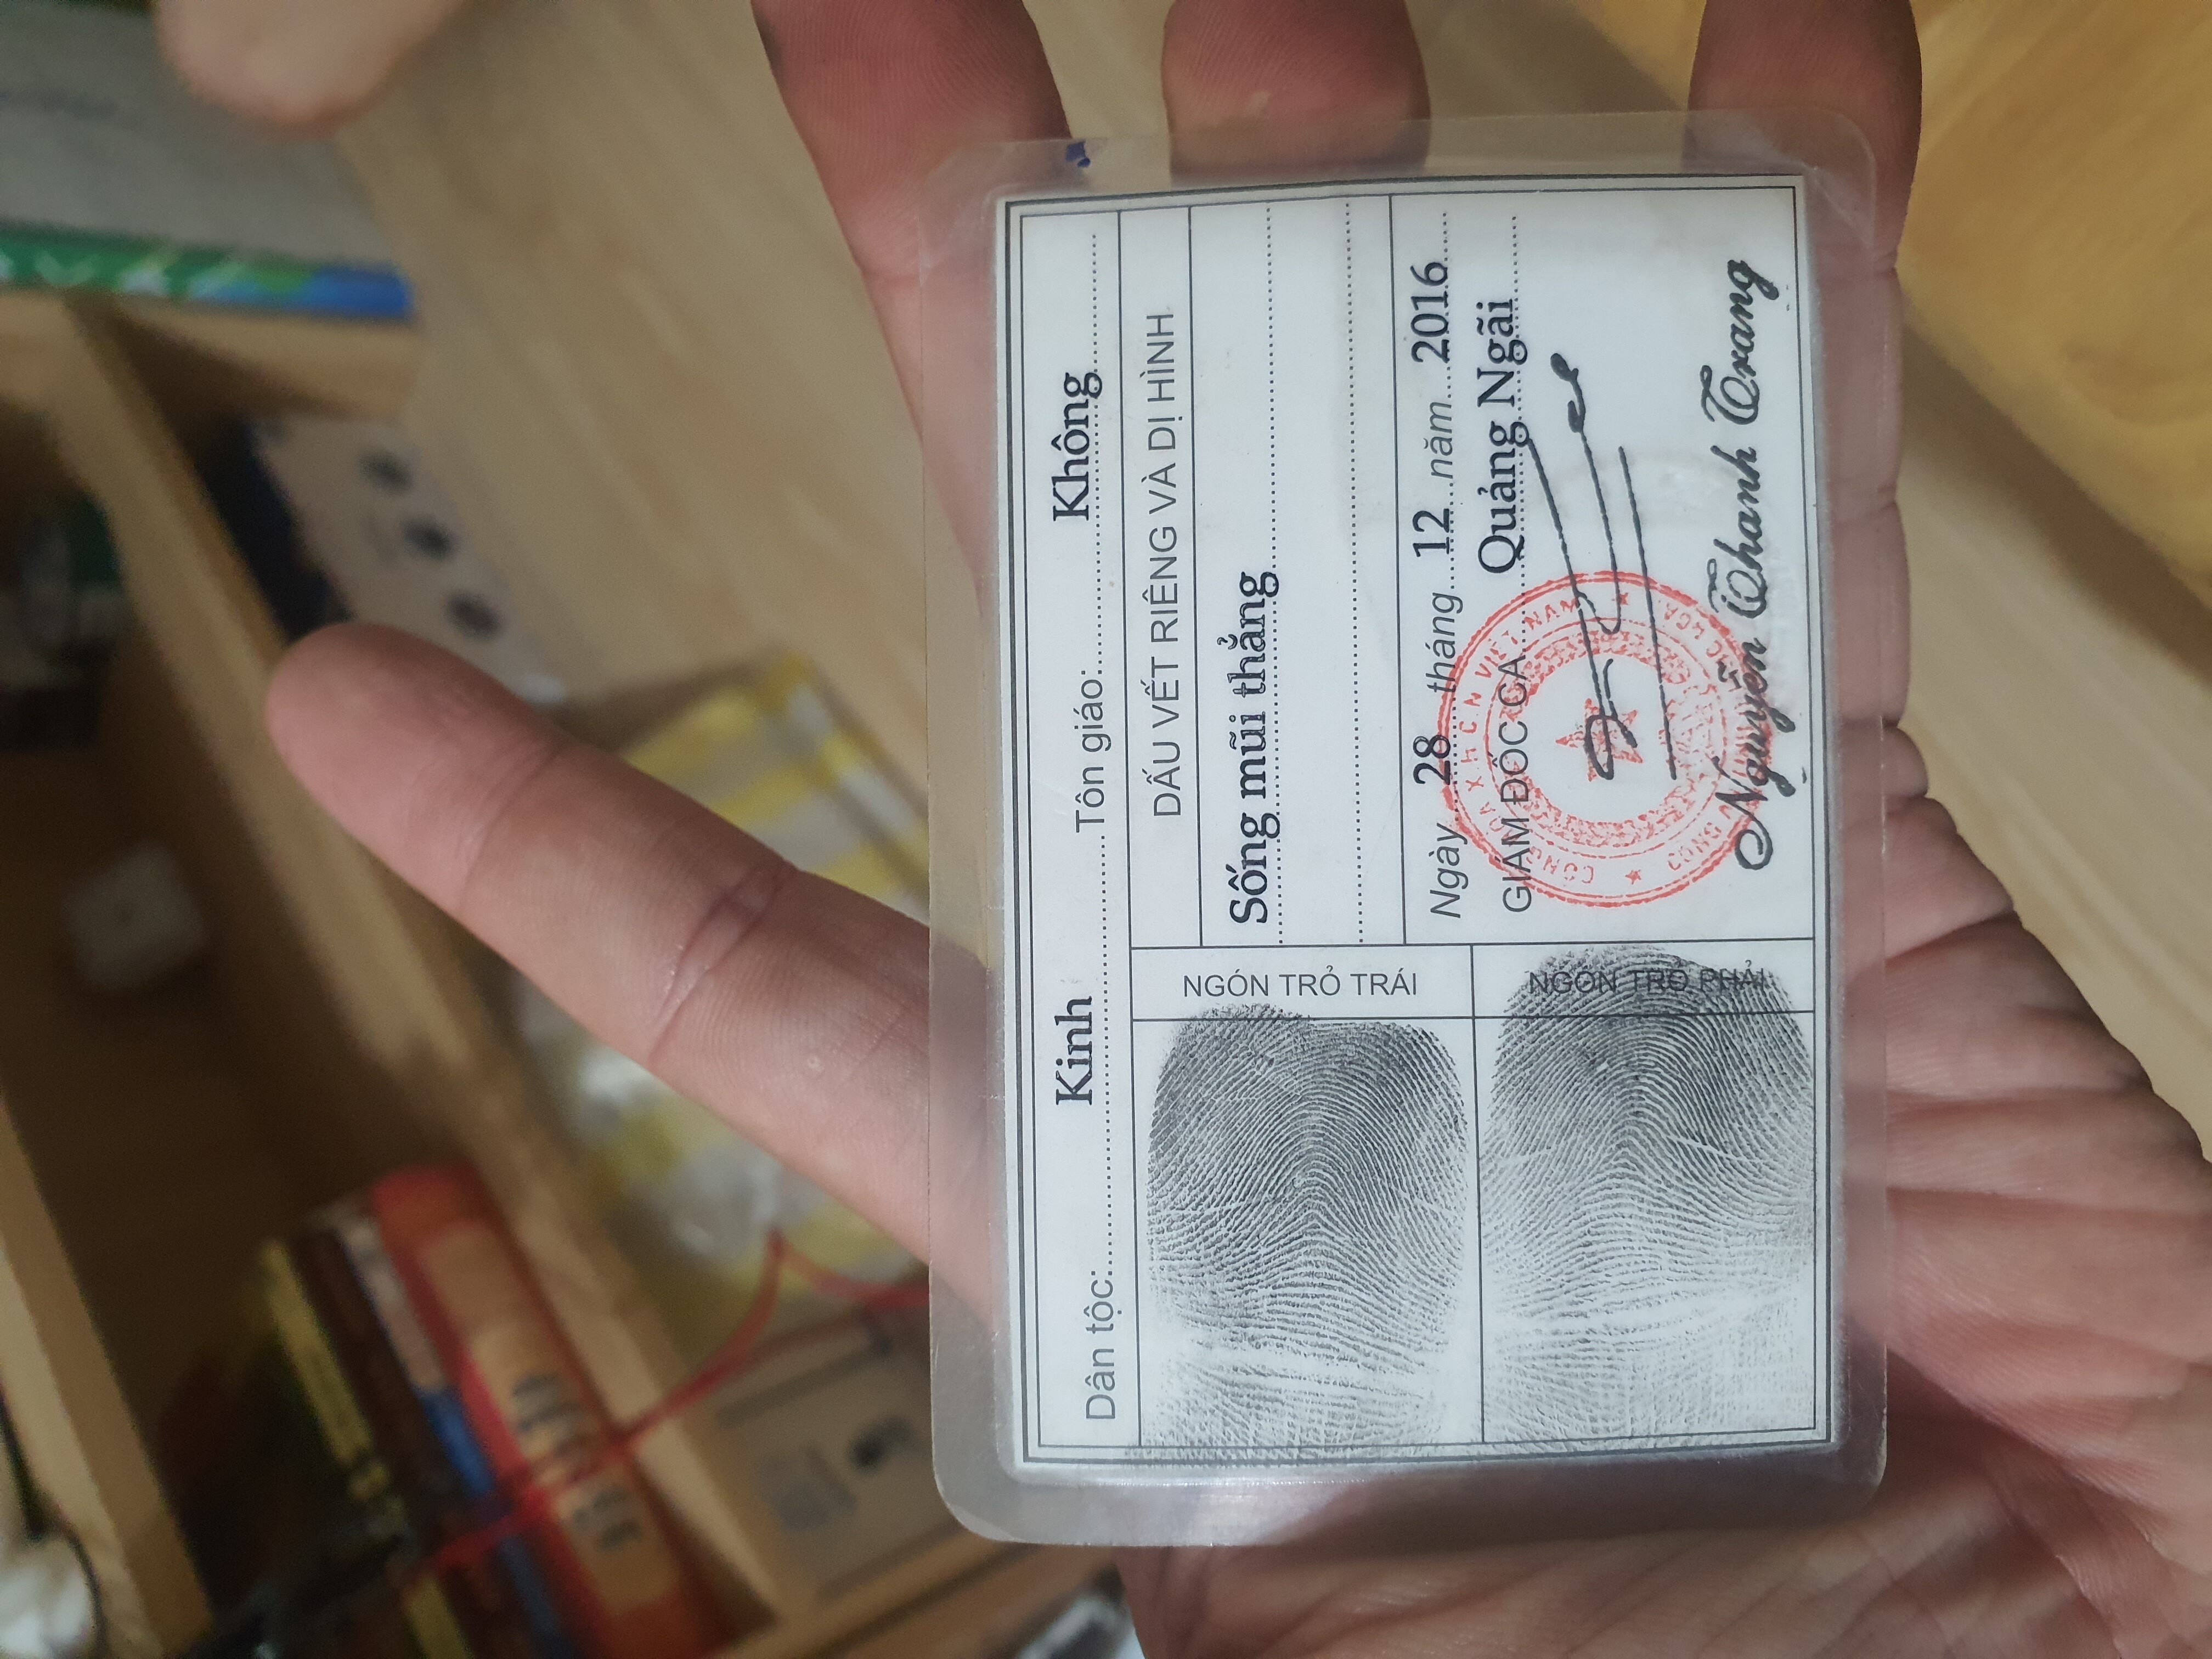 Dân tộc: Kinh Tôn giáo: Không
DẤU VẾT RIÊNG VÀ DỊ HÌNH
Sống mũi thẳng
NGÓN TRỎ TRÁI
NGÓN TRỎ PHẢI
Ngày 28 tháng 12 năm 2016
GIÁM ĐỐC CA Quảng Ngãi
Nguyễn Thanh Trang